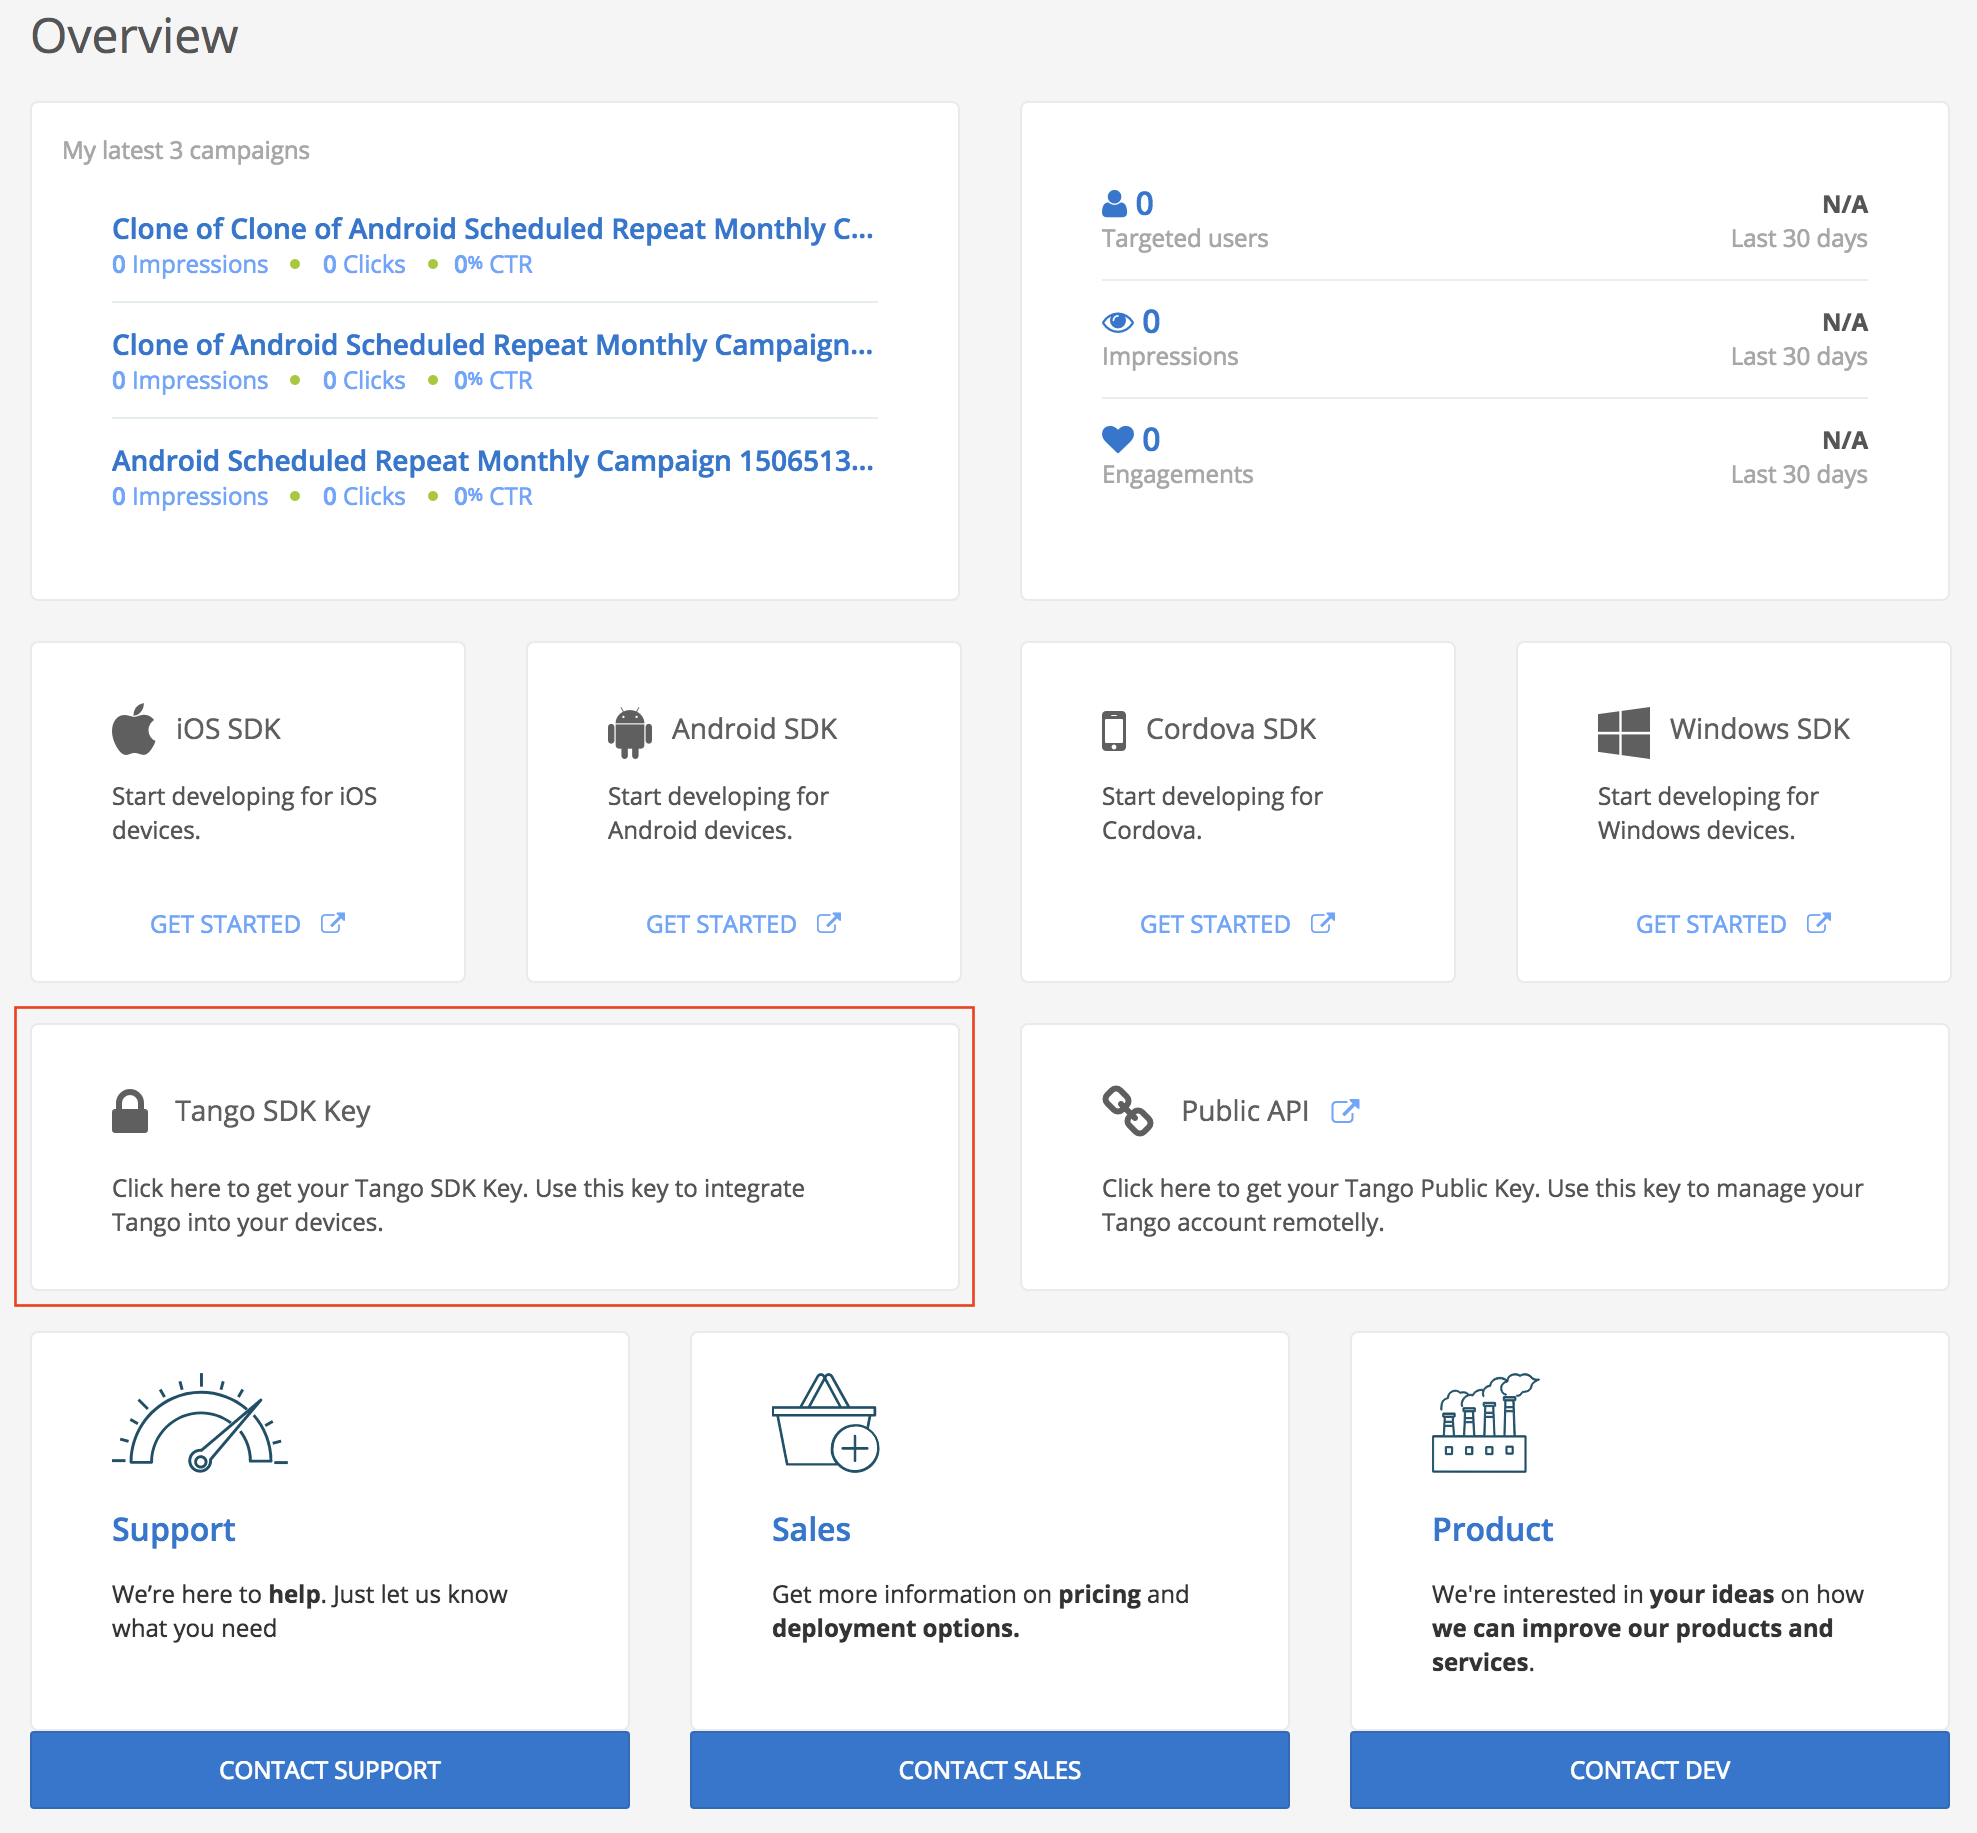 Overview
My latest 3 campaigns
Clone of Clone of Android Scheduled Repeat Monthly C...
0 Impressions • 0 Clicks • 0% CTR
Clone of Android Scheduled Repeat Monthly Campaign...
0 Impressions • 0 Clicks • 0% CTR
Android Scheduled Repeat Monthly Campaign 1506513...
0 Impressions • 0 Clicks • 0% CTR
0 N/A
Targeted users Last 30 days
0 N/A
Impressions Last 30 days
0 N/A
Engagements Last 30 days
iOS SDK
Start developing for iOS
devices.
GET STARTED
Android SDK
Start developing for
Android devices.
GET STARTED
Cordova SDK
Start developing for
Cordova.
GET STARTED
Windows SDK
Start developing for
Windows devices.
GET STARTED
Tango SDK Key
Click here to get your Tango SDK Key. Use this key to integrate
Tango into your devices.
Public API
Click here to get your Tango Public Key. Use this key to manage your
Tango account remotelly.
Support
We’re here to help. Just let us know
what you need
CONTACT SUPPORT
Sales
Get more information on pricing and
deployment options.
CONTACT SALES
Product
We're interested in your ideas on how
we can improve our products and
services.
CONTACT DEV